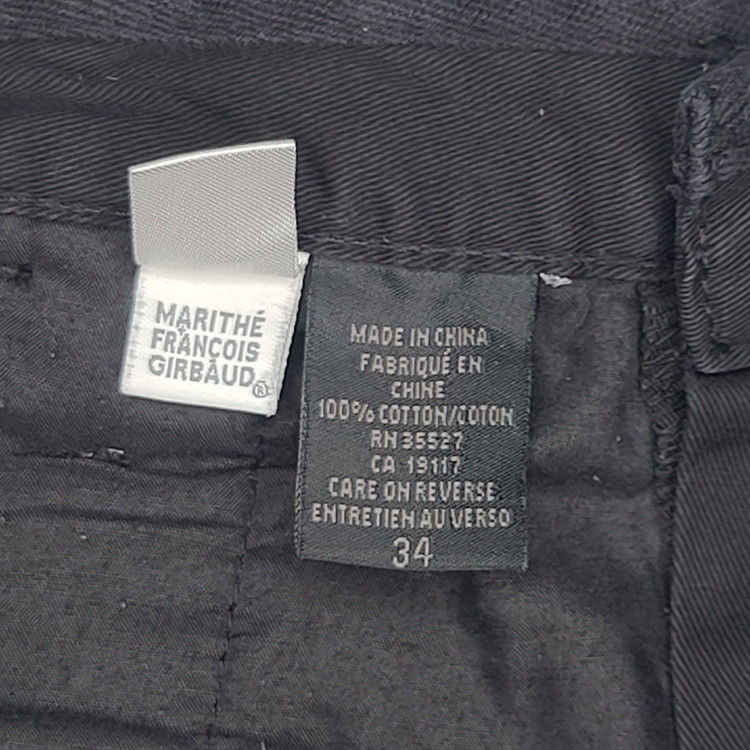 MARITHÉ
+
FRANÇOIS
GIRBAUD®
MADE IN CHINA
FABRIQUÉ EN
CHINE
100% COTTON/COTON
RN 35527
CA 19117
CARE ON REVERSE
ENTRETIEN AU VERSO
34